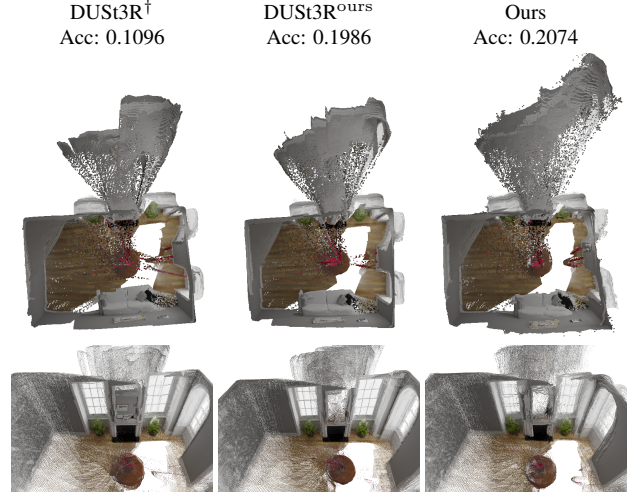 DUSt3R† DUSt3Rᵒᵘʳˢ Ours
Acc: 0.1096 Acc: 0.1986 Acc: 0.2074